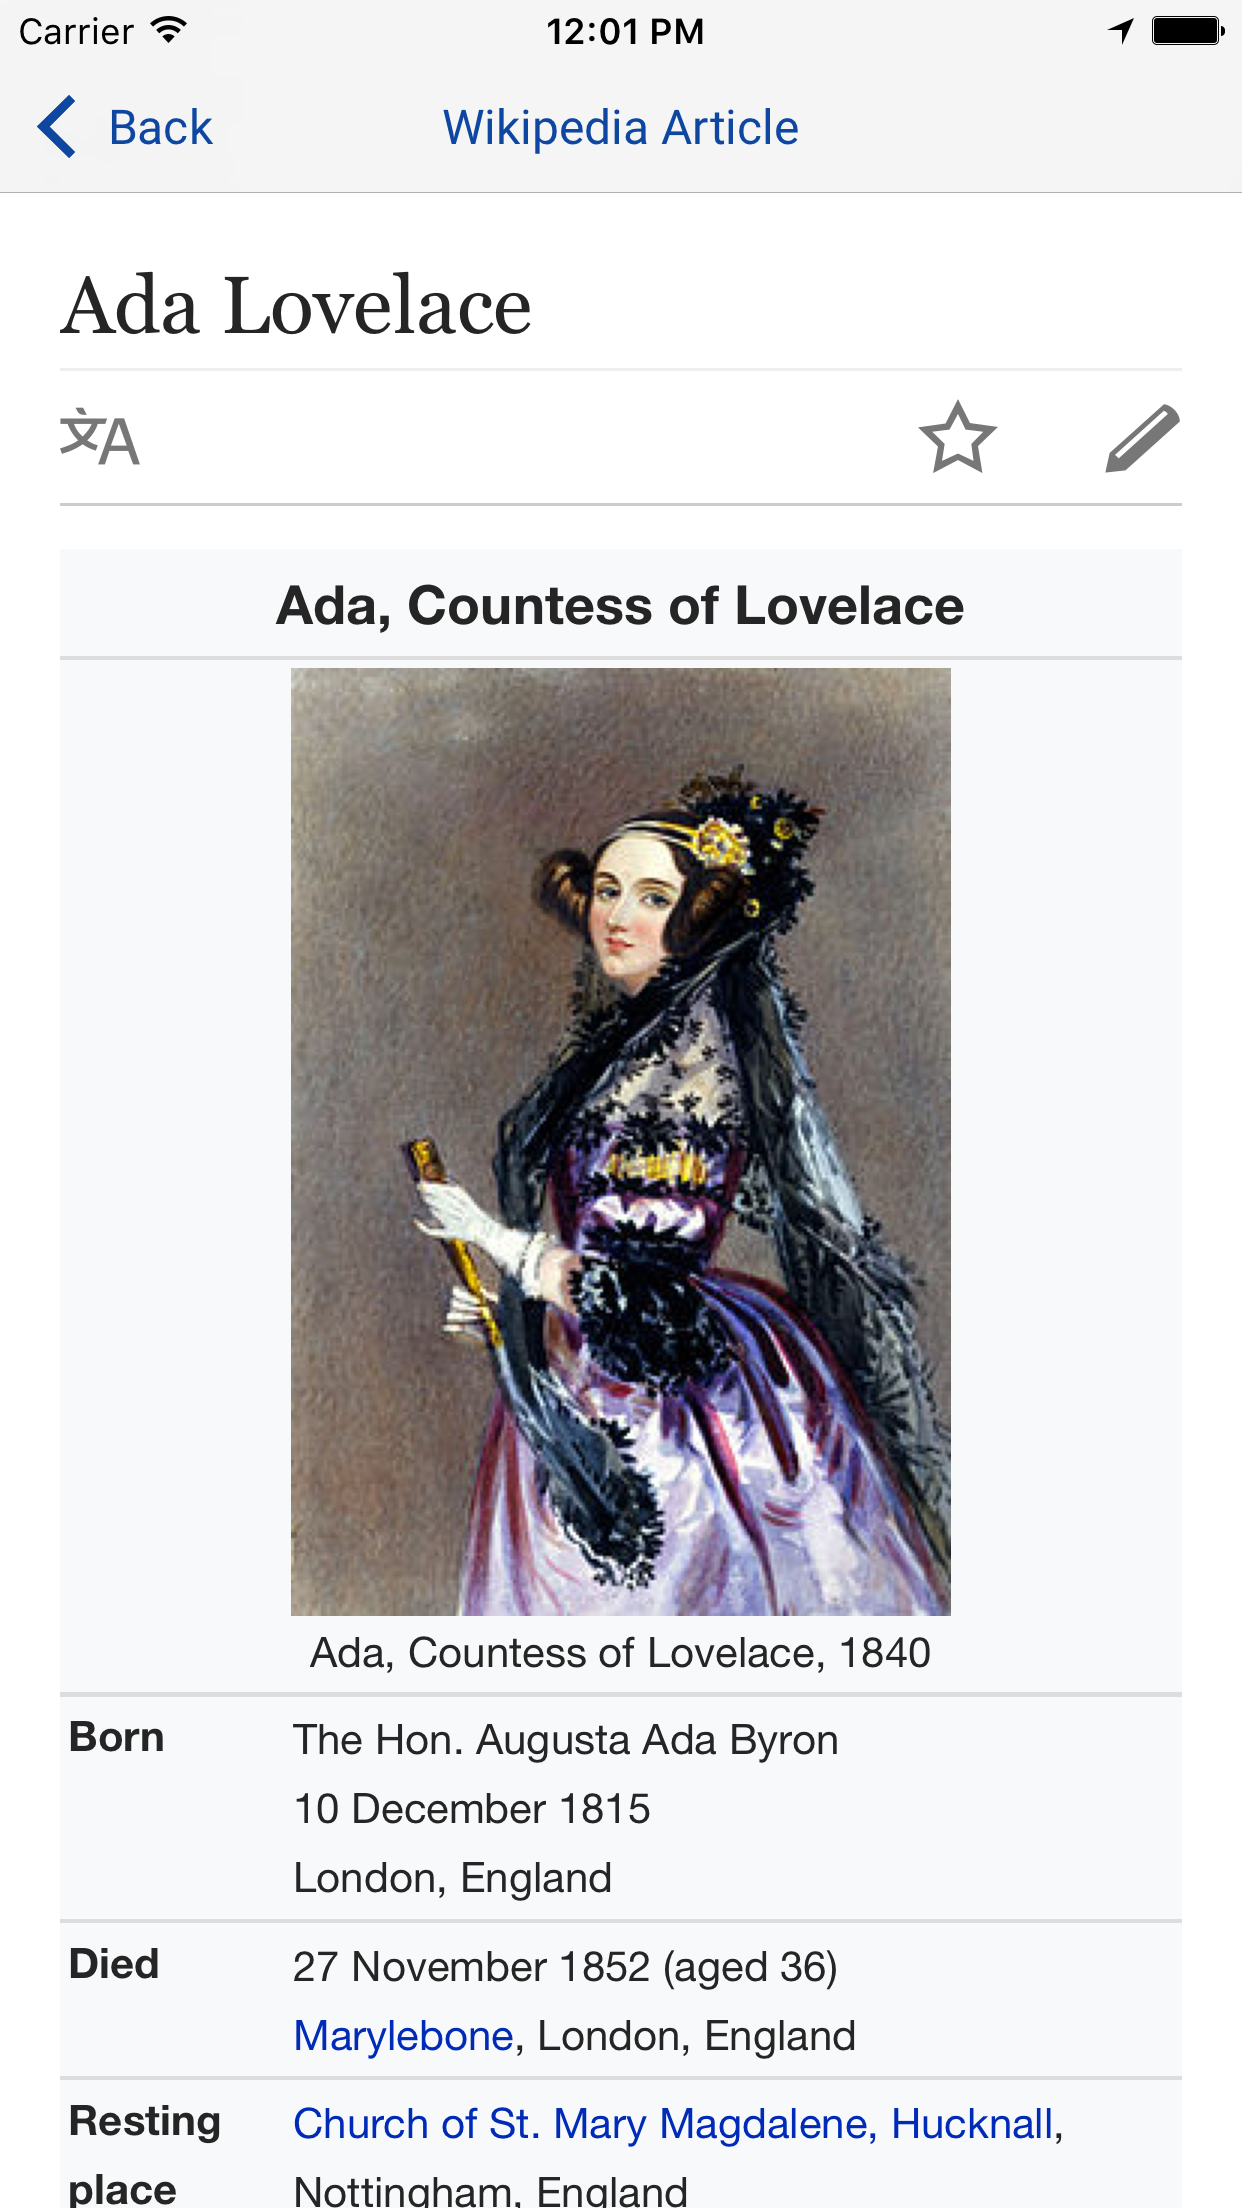 Carrier 12:01 PM
Back Wikipedia Article
Ada Lovelace
文A
Ada, Countess of Lovelace
Ada, Countess of Lovelace, 1840
Born The Hon. Augusta Ada Byron
10 December 1815
London, England
Died 27 November 1852 (aged 36)
Marylebone, London, England
Resting Church of St. Mary Magdalene, Hucknall,
place Nottingham, England